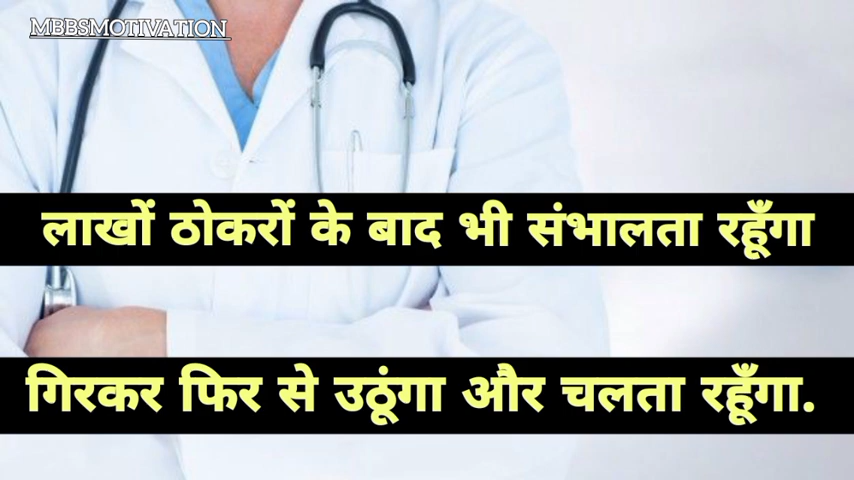 MBBSMOTIVATION
लाखों ठोकरों के बाद भी संभालता रहूँगा
गिरकर फिर से उठूंगा और चलता रहूँगा.